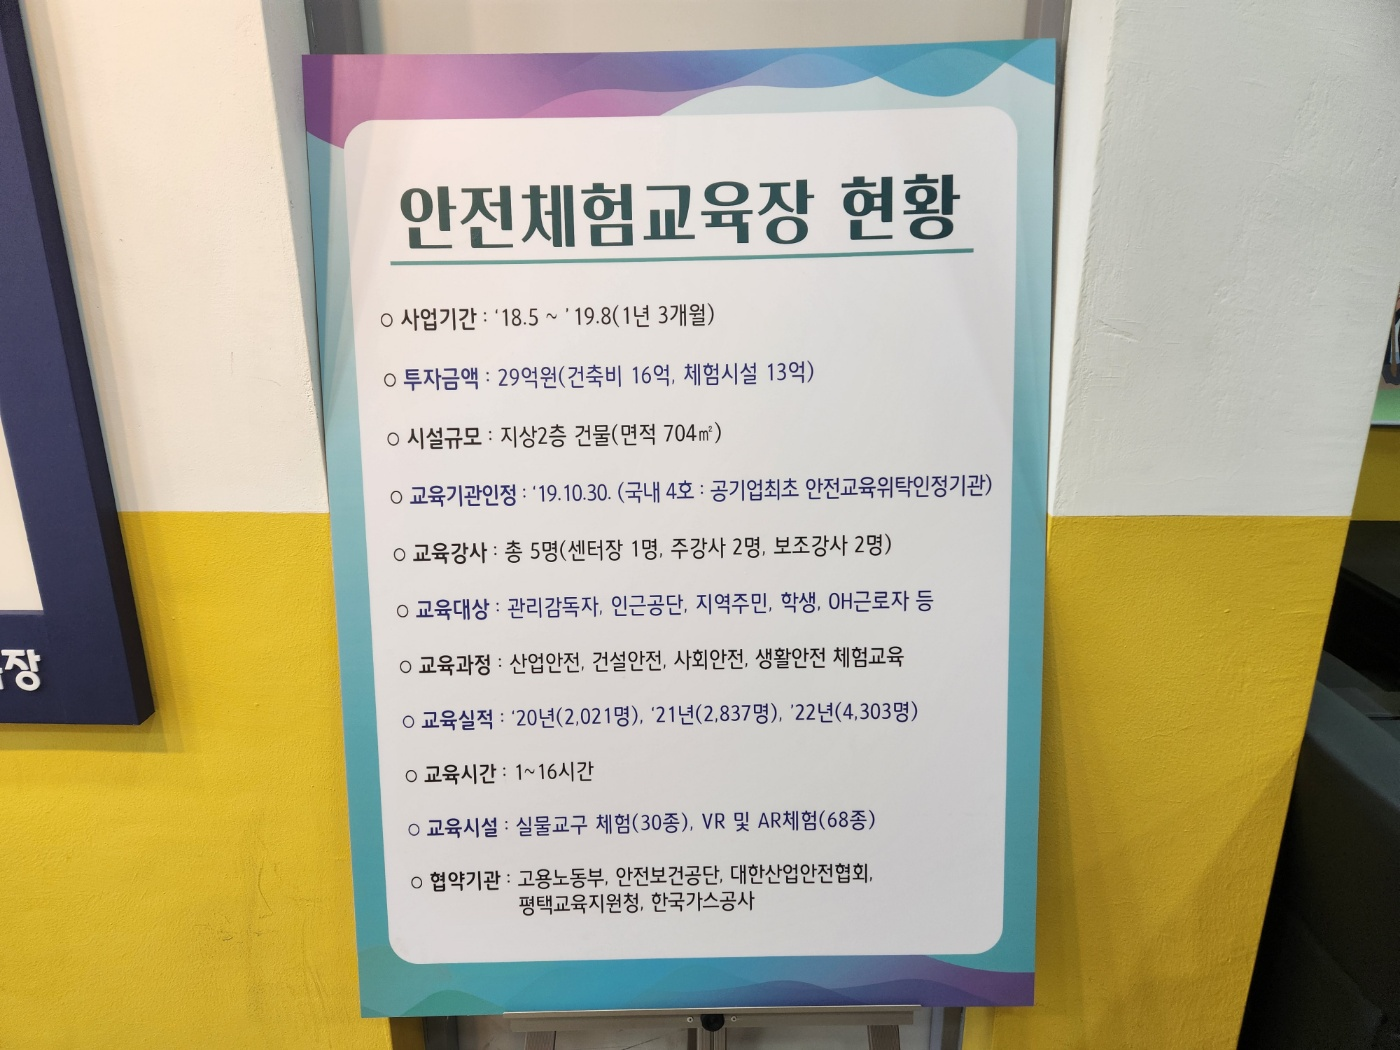 안전체험교육장 현황
○ 사업기간 : ‘18.5 ~ ’19.8(1년 3개월)
○ 투자금액 : 29억원(건축비 16억, 체험시설 13억)
○ 시설규모 : 지상2층 건물(면적 704㎡)
○ 교육기관인정 : ‘19.10.30. (국내 4호 : 공기업최초 안전교육위탁인정기관)
○ 교육강사 : 총 5명(센터장 1명, 주강사 2명, 보조강사 2명)
○ 교육대상 : 관리감독자, 인근공단, 지역주민, 학생, OH근로자 등
○ 교육과정 : 산업안전, 건설안전, 사회안전, 생활안전 체험교육
○ 교육실적 : ‘20년(2,021명), ‘21년(2,837명), ’22년(4,303명)
○ 교육시간 : 1~16시간
○ 교육시설 : 실물교구 체험(30종), VR 및 AR체험(68종)
○ 협약기관 : 고용노동부, 안전보건공단, 대한산업안전협회,
평택교육지원청, 한국가스공사
장